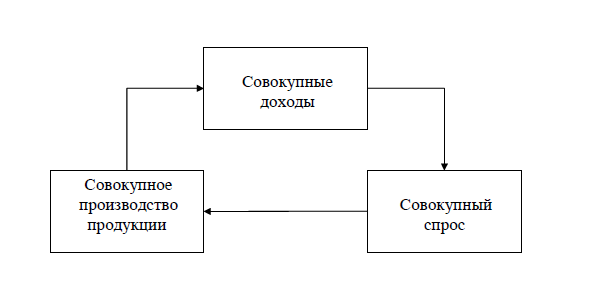 Совокупные
доходы
Совокупное
производство
продукции
Совокупный
спрос